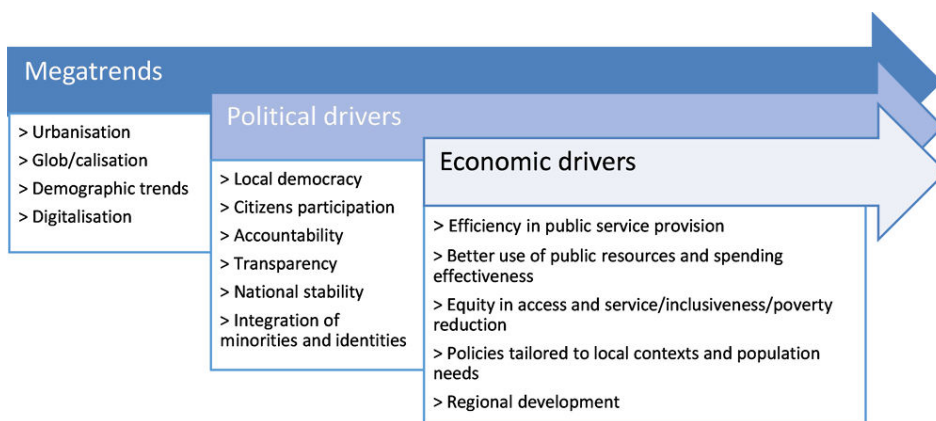 Megatrends
> Urbanisation
> Glob/calisation
> Demographic trends
> Digitalisation
Political drivers
> Local democracy
> Citizens participation
> Accountability
> Transparency
> National stability
> Integration of
minorities and identities
Economic drivers
> Efficiency in public service provision
> Better use of public resources and spending
effectiveness
> Equity in access and service/inclusiveness/poverty
reduction
> Policies tailored to local contexts and population
needs
> Regional development